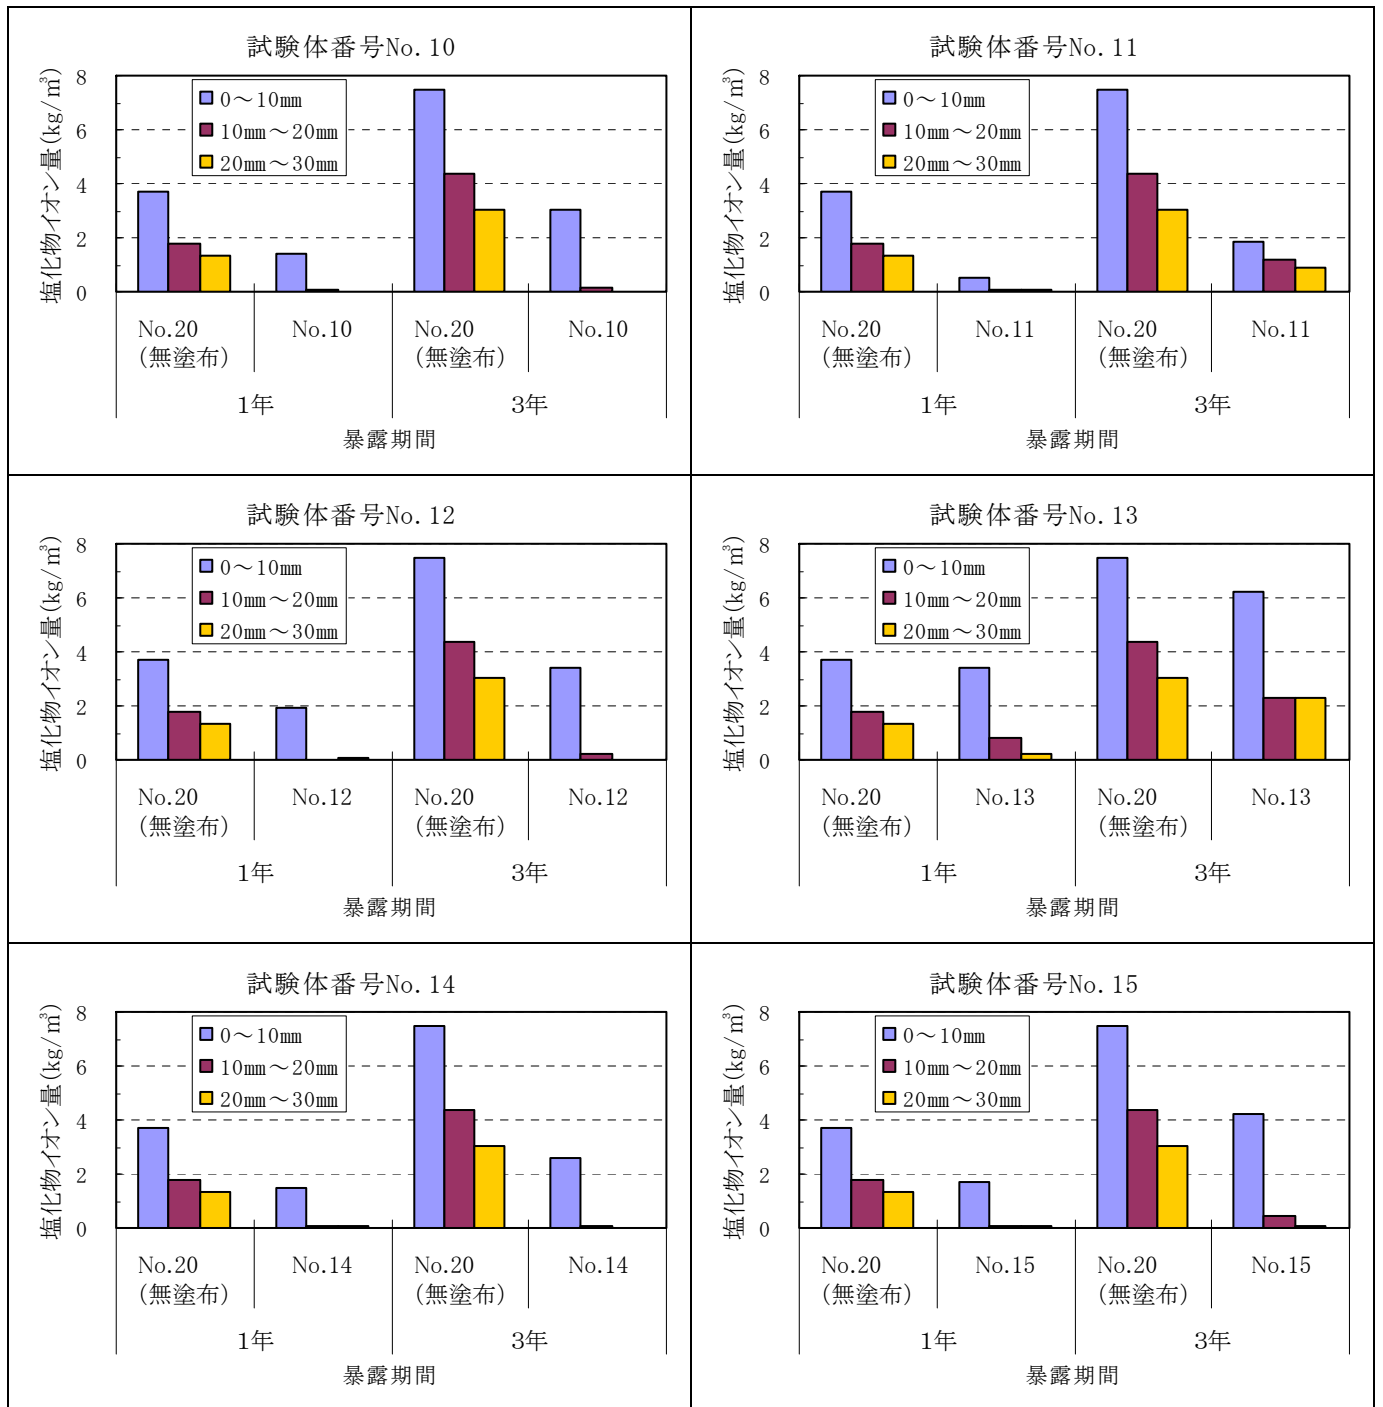 試験体番号No.10
塩化物イオン量(kg/㎥)
8
6
4
2
0
0～10㎜
10㎜～20㎜
20㎜～30㎜
No.20
(無塗布)
No.10
No.20
(無塗布)
No.10
1年
3年
暴露期間
試験体番号No.11
塩化物イオン量(kg/㎥)
8
6
4
2
0
0～10㎜
10㎜～20㎜
20㎜～30㎜
No.20
(無塗布)
No.11
No.20
(無塗布)
No.11
1年
3年
暴露期間
試験体番号No.12
塩化物イオン量(kg/㎥)
8
6
4
2
0
0～10㎜
10㎜～20㎜
20㎜～30㎜
No.20
(無塗布)
No.12
No.20
(無塗布)
No.12
1年
3年
暴露期間
試験体番号No.13
塩化物イオン量(kg/㎥)
8
6
4
2
0
0～10㎜
10㎜～20㎜
20㎜～30㎜
No.20
(無塗布)
No.13
No.20
(無塗布)
No.13
1年
3年
暴露期間
試験体番号No.14
塩化物イオン量(kg/㎥)
8
6
4
2
0
0～10㎜
10㎜～20㎜
20㎜～30㎜
No.20
(無塗布)
No.14
No.20
(無塗布)
No.14
1年
3年
暴露期間
試験体番号No.15
塩化物イオン量(kg/㎥)
8
6
4
2
0
0～10㎜
10㎜～20㎜
20㎜～30㎜
No.20
(無塗布)
No.15
No.20
(無塗布)
No.15
1年
3年
暴露期間